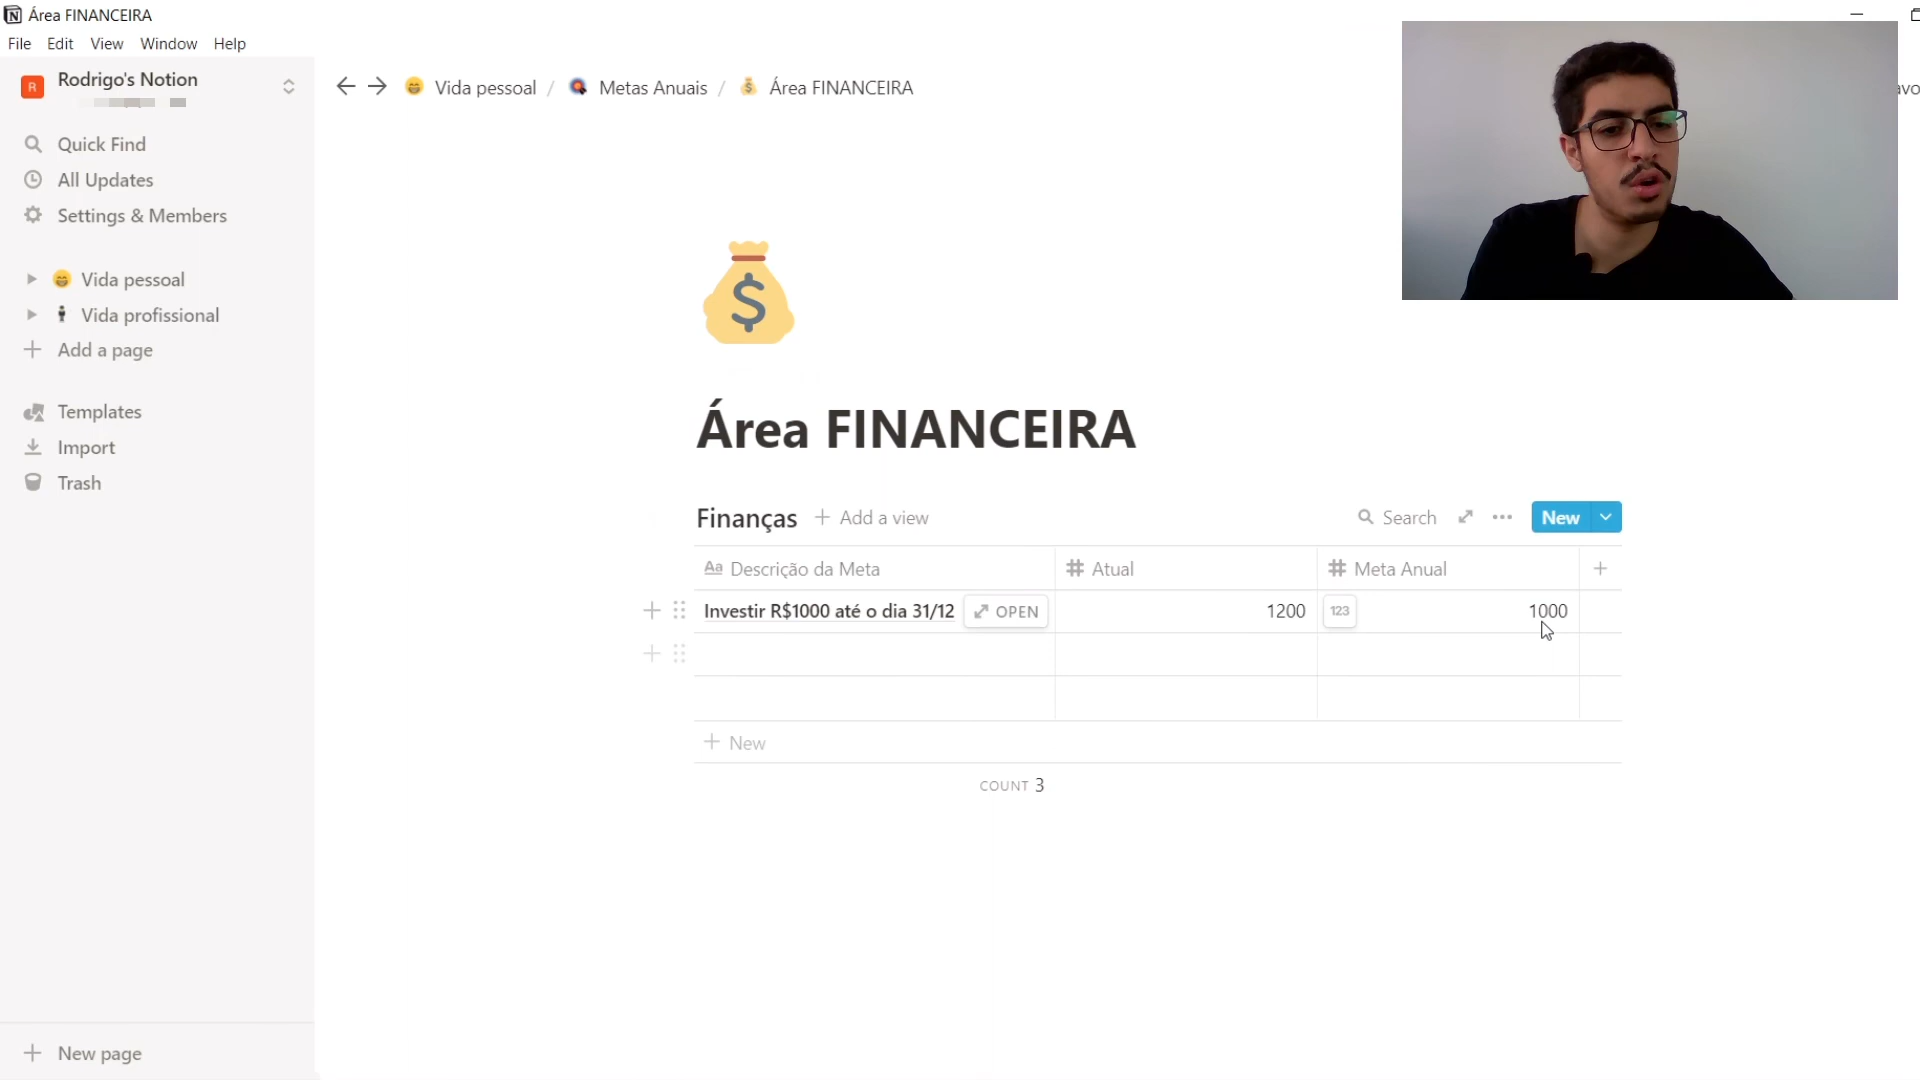 Área FINANCEIRA
File Edit View Window Help
R Rodrigo's Notion
Vida pessoal / Metas Anuais / Área FINANCEIRA
Quick Find
All Updates
Settings & Members
Vida pessoal
Vida profissional
Add a page
Templates
Import
Trash
$
Área FINANCEIRA
Finanças + Add a view Search ••• New
Aa Descrição da Meta # Atual # Meta Anual +
Investir R$1000 até o dia 31/12 OPEN 1200 123 1000
+ New
COUNT 3
+ New page